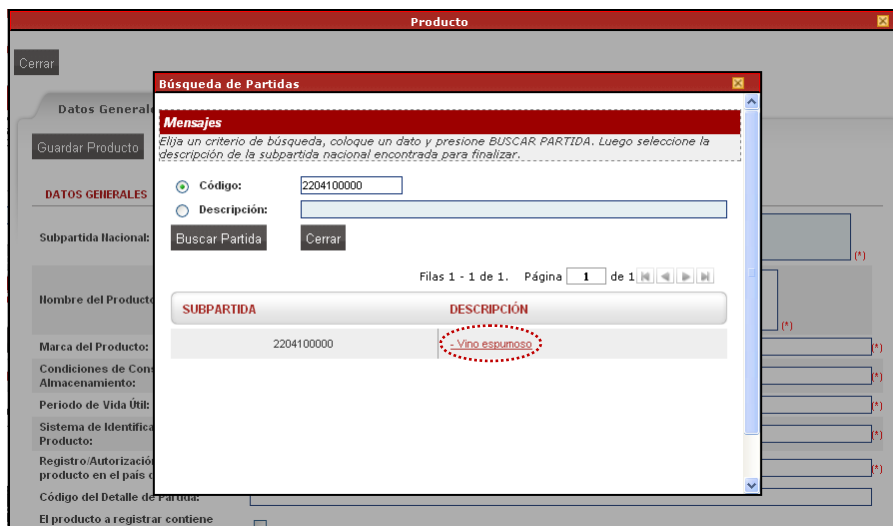 Producto
Cerrar
Búsqueda de Partidas
Datos Generale
Mensajes
Elija un criterio de búsqueda, coloque un dato y presione BUSCAR PARTIDA. Luego seleccione la
descripción de la subpartida nacional encontrada para finalizar.
Guardar Producto
Código: 2204100000
DATOS GENERALES
Descripción:
Subpartida Nacional:
Buscar Partida Cerrar
(*)
Filas 1 - 1 de 1. Página 1 de 1
Nombre del Producto
SUBPARTIDA DESCRIPCIÓN
(*)
2204100000 - Vino espumoso
Marca del Producto: (*)
Condiciones de Cons
Almacenamiento: (*)
Periodo de Vida Útil: (*)
Sistema de Identifica
Producto: (*)
Registro/Autorización
producto en el país d (*)
Código del Detalle de Partida:
El producto a registrar contiene